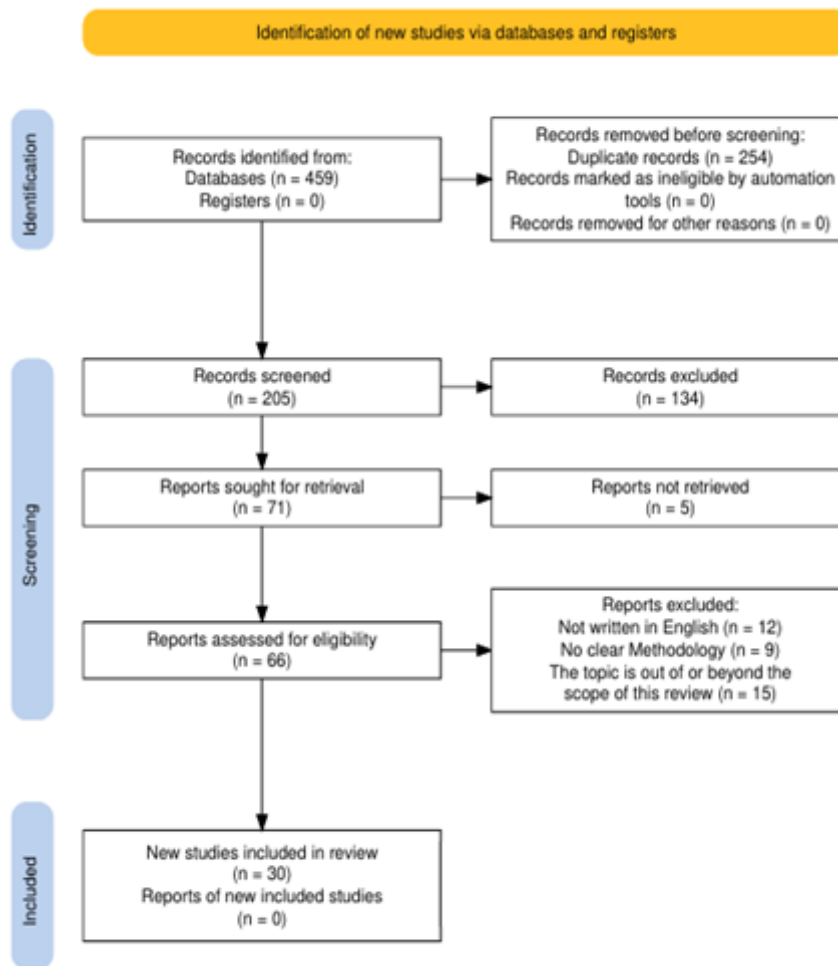 Identification of new studies via databases and registers
Identification
Records identified from:
Databases (n = 459)
Registers (n = 0)
Records removed before screening:
Duplicate records (n = 254)
Records marked as ineligible by automation
tools (n = 0)
Records removed for other reasons (n = 0)
Screening
Records screened
(n = 205)
Records excluded
(n = 134)
Reports sought for retrieval
(n = 71)
Reports not retrieved
(n = 5)
Reports assessed for eligibility
(n = 66)
Reports excluded:
Not written in English (n = 12)
No clear Methodology (n = 9)
The topic is out of or beyond the
scope of this review (n = 15)
Included
New studies included in review
(n = 30)
Reports of new included studies
(n = 0)